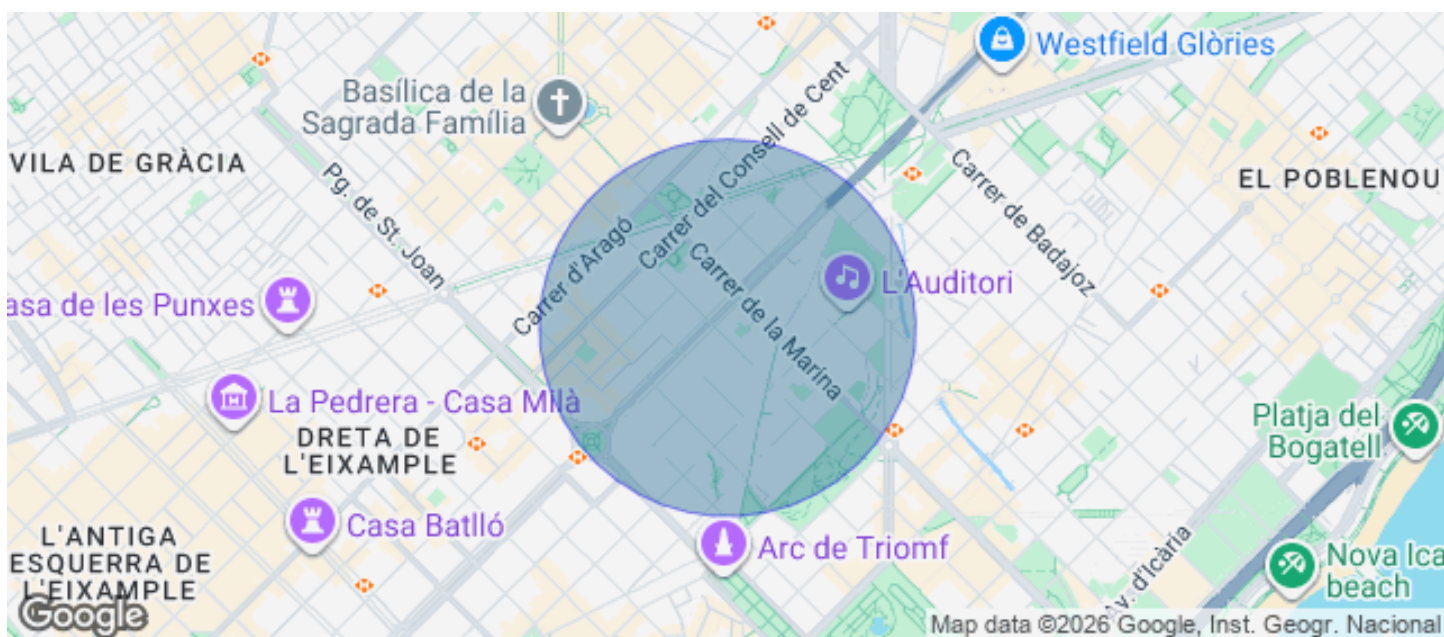 Westfield Glòries
Basílica de la
Sagrada Família
VILA DE GRÀCIA
Pg. de St. Joan
Carrer del Consell de Cent
Carrer d'Aragó
Carrer de la Marina
Carrer de Badajoz
EL POBLENOU
L'Auditori
asa de les Punxes
La Pedrera - Casa Milà
DRETA DE
L'EIXAMPLE
Casa Batlló
L'ANTIGA
ESQUERRA DE
L'EIXAMPLE
Arc de Triomf
Platja del
Bogatell
Av. d'Icària
Nova Ica
beach
Google
Map data ©2026 Google, Inst. Geogr. Nacional